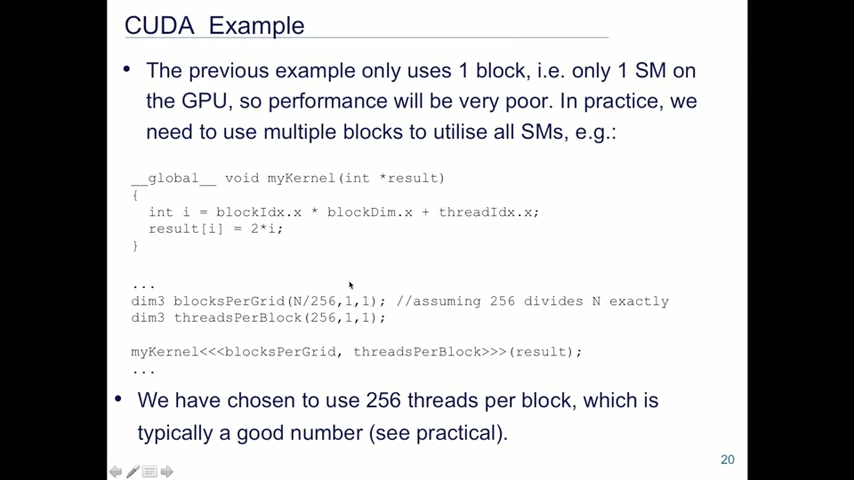 CUDA  Example
• The previous example only uses 1 block, i.e. only 1 SM on
the GPU, so performance will be very poor. In practice, we
need to use multiple blocks to utilise all SMs, e.g.:
__global__ void myKernel(int *result)
{
  int i = blockIdx.x * blockDim.x + threadIdx.x;
  result[i] = 2*i;
}
...
dim3 blocksPerGrid(N/256,1,1); //assuming 256 divides N exactly
dim3 threadsPerBlock(256,1,1);
myKernel<<<blocksPerGrid, threadsPerBlock>>>(result);
...
• We have chosen to use 256 threads per block, which is
typically a good number (see practical).
20